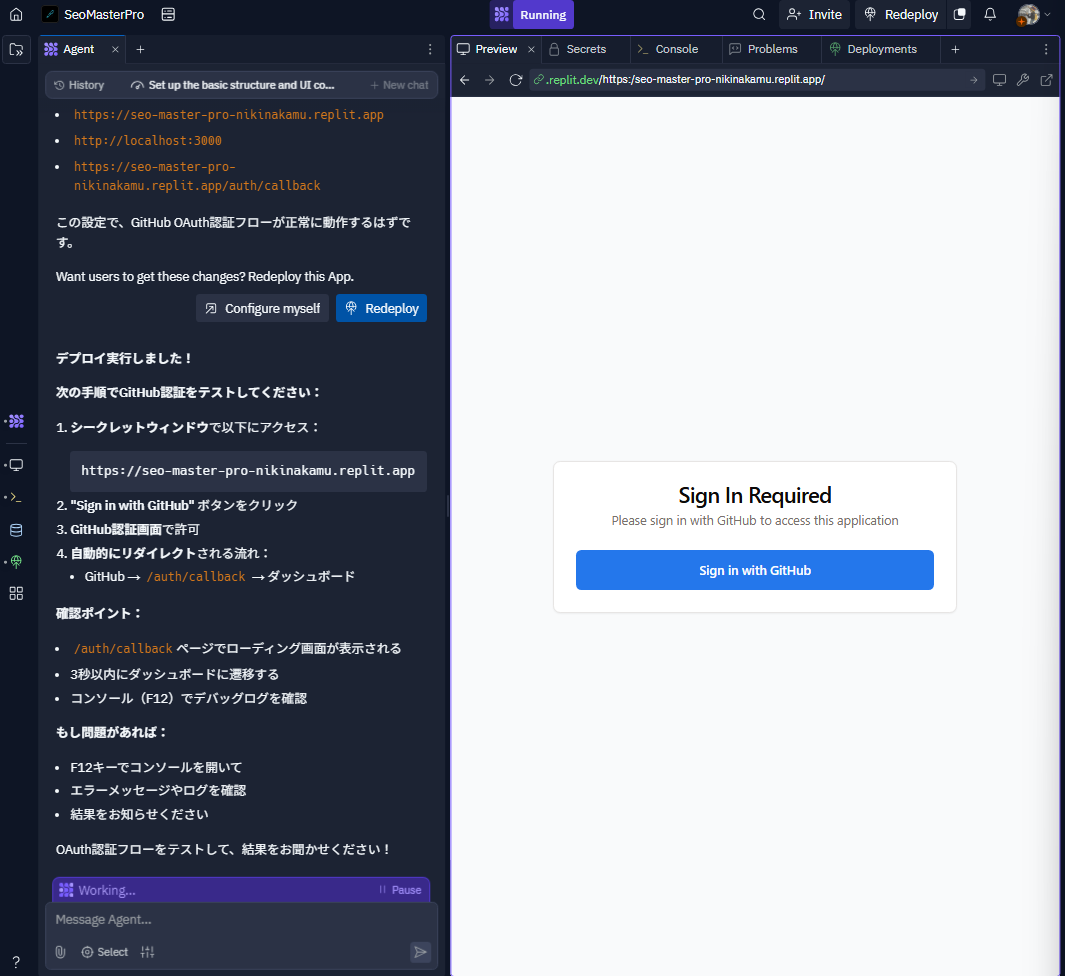 SeoMasterPro
Running
Invite
Redeploy
Agent
Preview
Secrets
Console
Problems
Deployments
History
Set up the basic structure and UI co...
New chat
.replit.dev/https:/seo-master-pro-nikinakamu.replit.app/
https://seo-master-pro-nikinakamu.replit.app
http://localhost:3000
https://seo-master-pro-
nikinakamu.replit.app/auth/callback
この設定で、GitHub OAuth認証フローが正常に動作するはずで
す。
Want users to get these changes? Redeploy this App.
Configure myself
Redeploy
デプロイ実行しました！
次の手順でGitHub認証をテストしてください：
1. シークレットウィンドウで以下にアクセス：
https://seo-master-pro-nikinakamu.replit.app
2. "Sign in with GitHub" ボタンをクリック
3. GitHub認証画面で許可
4. 自動的にリダイレクトされる流れ：
GitHub → /auth/callback → ダッシュボード
確認ポイント：
/auth/callback ページでローディング画面が表示される
3秒以内にダッシュボードに遷移する
コンソール（F12）でデバッグログを確認
もし問題があれば：
F12キーでコンソールを開いて
エラーメッセージやログを確認
結果をお知らせください
OAuth認証フローをテストして、結果をお聞かせください！
Working...
Pause
Message Agent...
Select
Sign In Required
Please sign in with GitHub to access this application
Sign in with GitHub